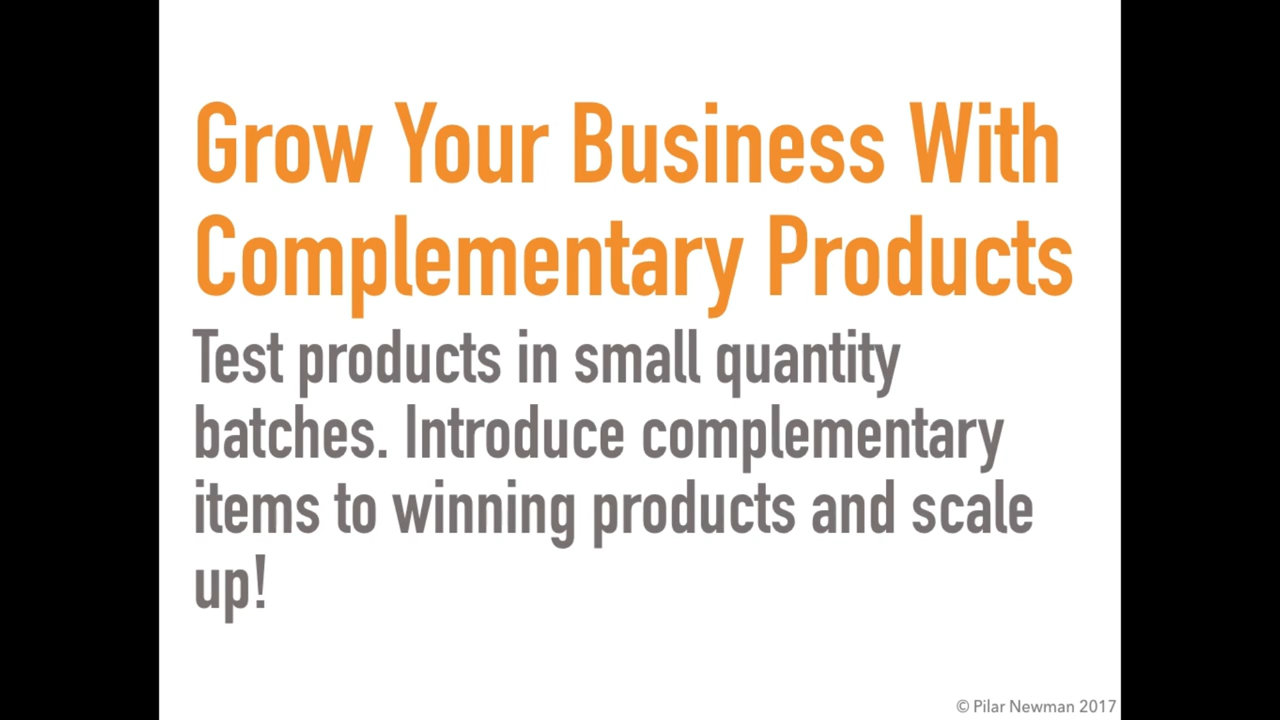 Grow Your Business With
Complementary Products
Test products in small quantity
batches. Introduce complementary
items to winning products and scale
up!
© Pilar Newman 2017